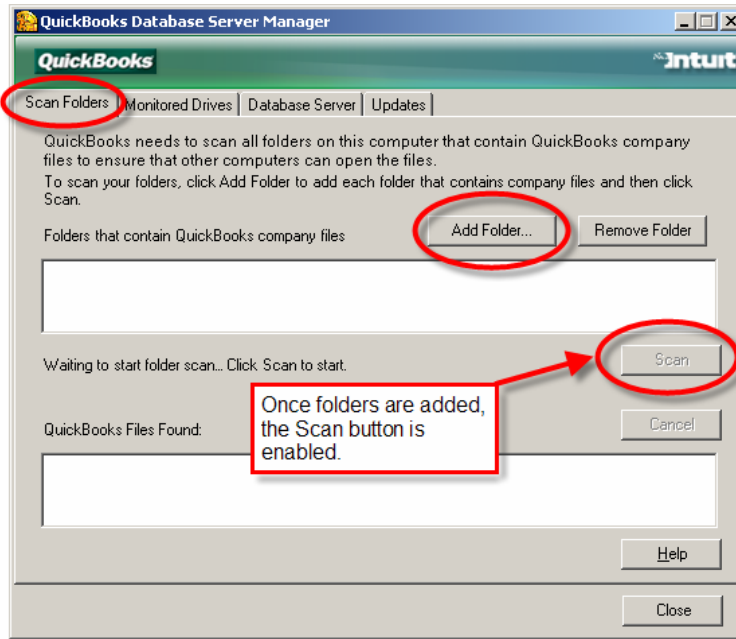 QuickBooks Database Server Manager
QuickBooks
Intuit
Scan Folders Monitored Drives Database Server Updates
QuickBooks needs to scan all folders on this computer that contain QuickBooks company
files to ensure that other computers can open the files.
To scan your folders, click Add Folder to add each folder that contains company files and then click
Scan.
Folders that contain QuickBooks company files Add Folder... Remove Folder
Waiting to start folder scan... Click Scan to start. Scan
Once folders are added,
the Scan button is
enabled.
QuickBooks Files Found: Cancel
Help
Close